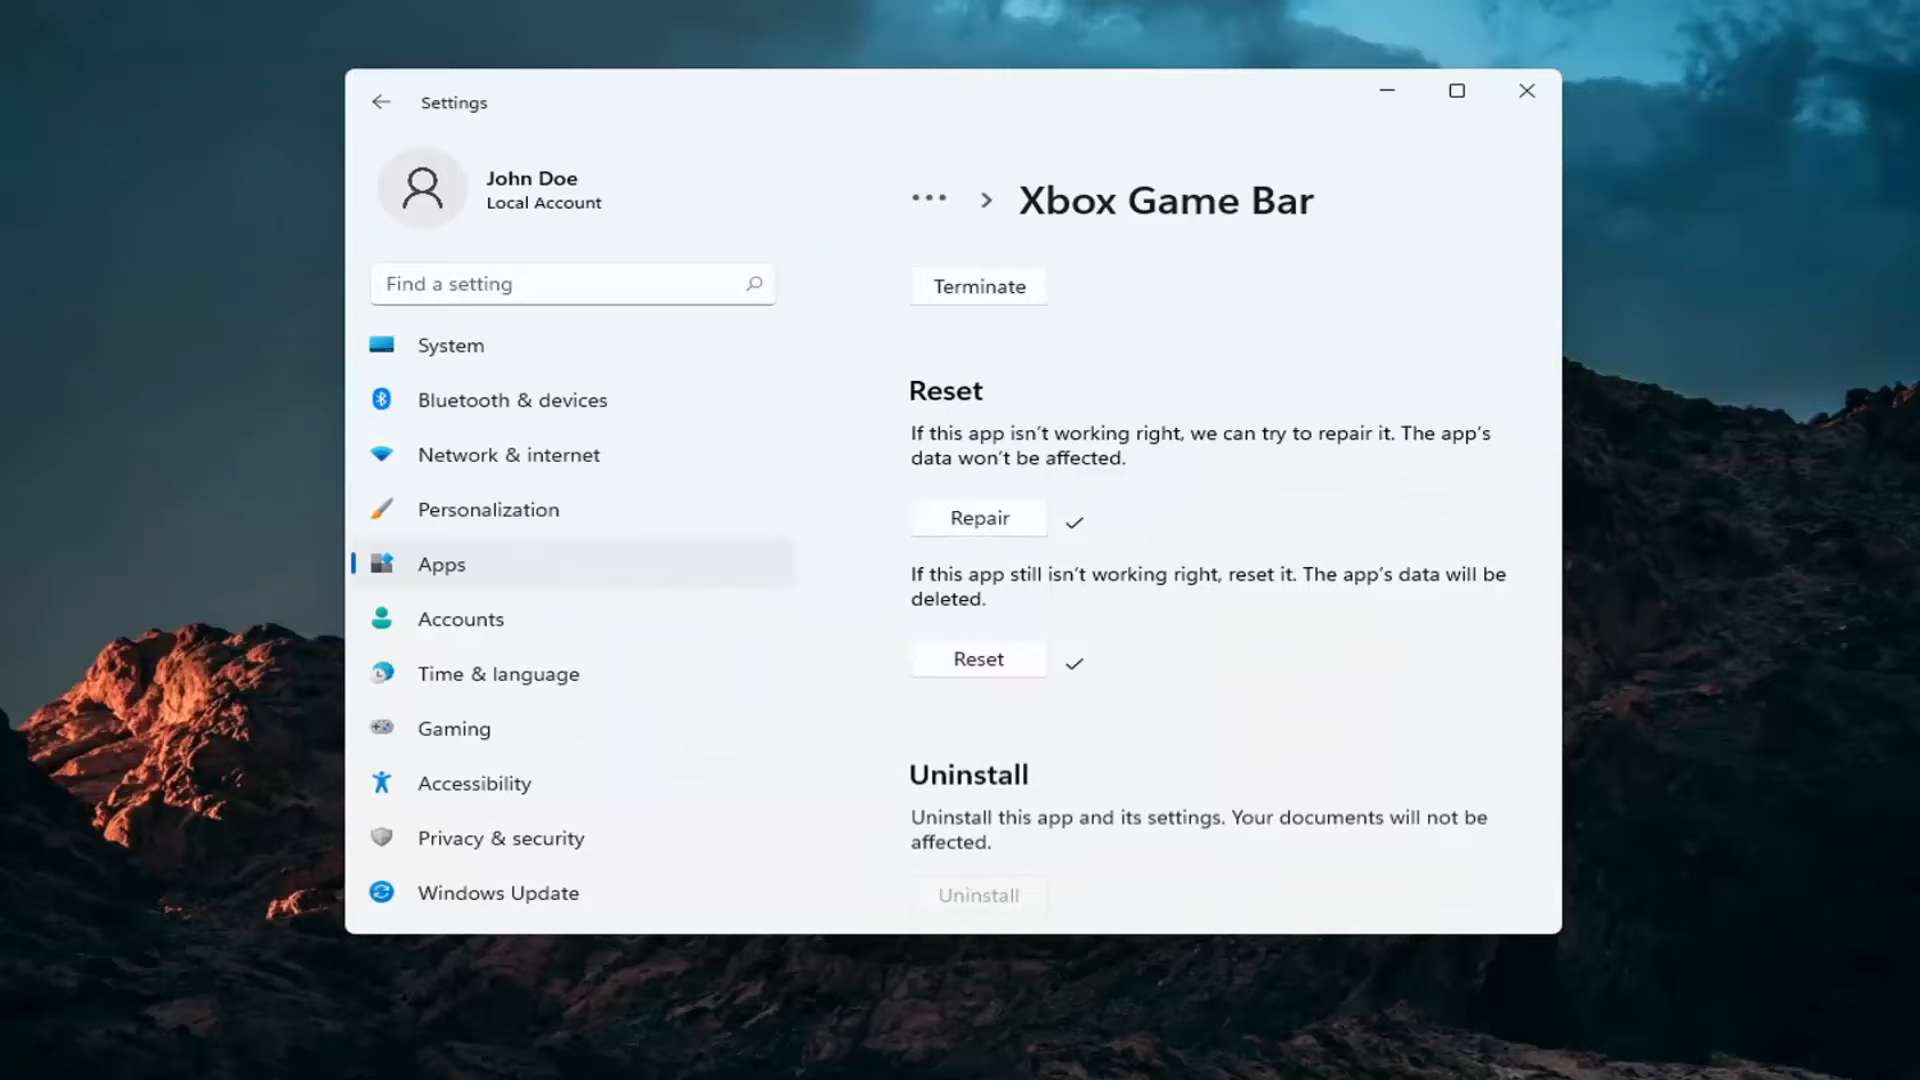 Settings
John Doe
Local Account
Find a setting
System
Bluetooth & devices
Network & internet
Personalization
Apps
Accounts
Time & language
Gaming
Accessibility
Privacy & security
Windows Update
••• > Xbox Game Bar
Terminate
Reset
If this app isn't working right, we can try to repair it. The app's
data won't be affected.
Repair
If this app still isn't working right, reset it. The app's data will be
deleted.
Reset
Uninstall
Uninstall this app and its settings. Your documents will not be
affected.
Uninstall